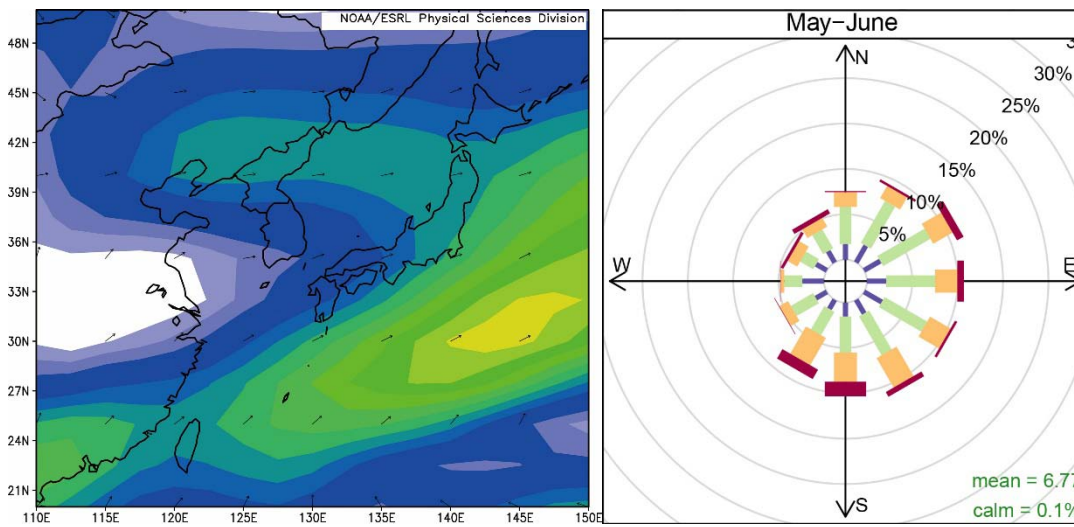 NOAA/ESRL Physical Sciences Division
48N
45N
42N
39N
36N
33N
30N
27N
24N
21N
110E 115E 120E 125E 130E 135E 140E 145E 150E
May-June
N
30%
25%
20%
15%
10%
5%
W
E
S
mean = 6.77
calm = 0.1%